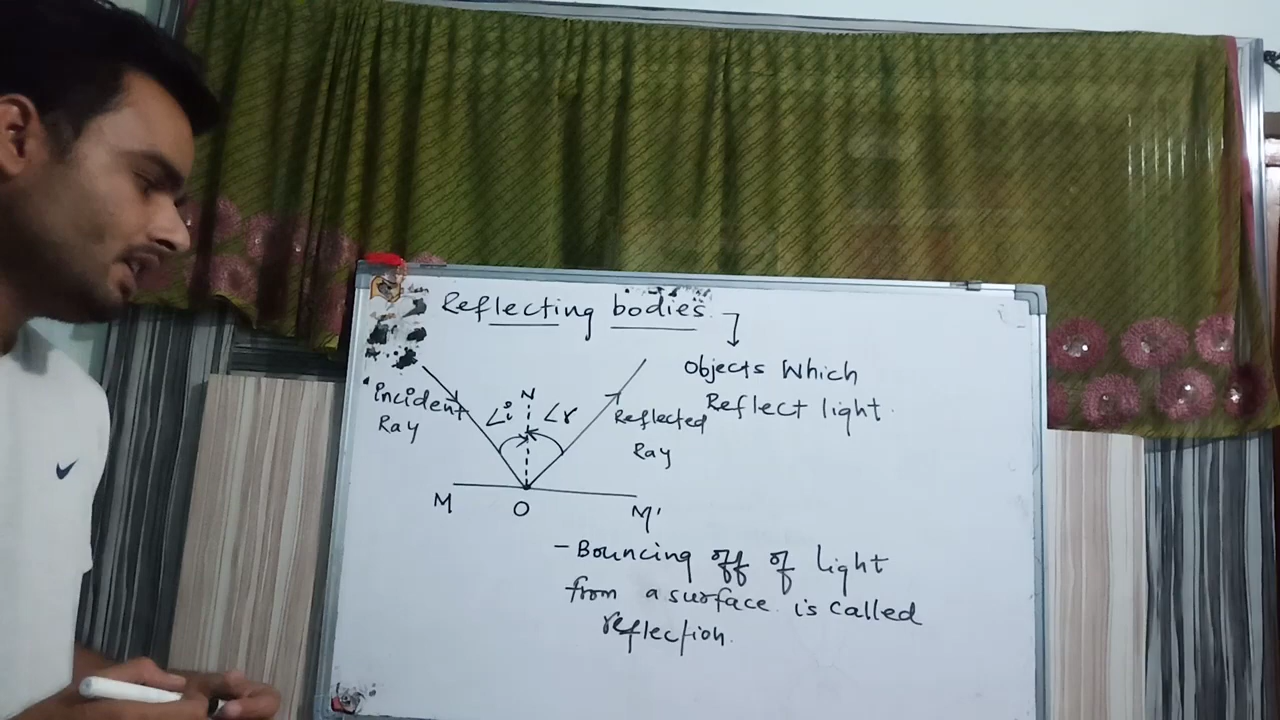 Reflecting bodies
Objects which
Reflect light.
incident
Ray
∠i
N
∠r
Reflected
Ray
M
O
M'
- Bouncing off of light
from a surface is called
reflection.